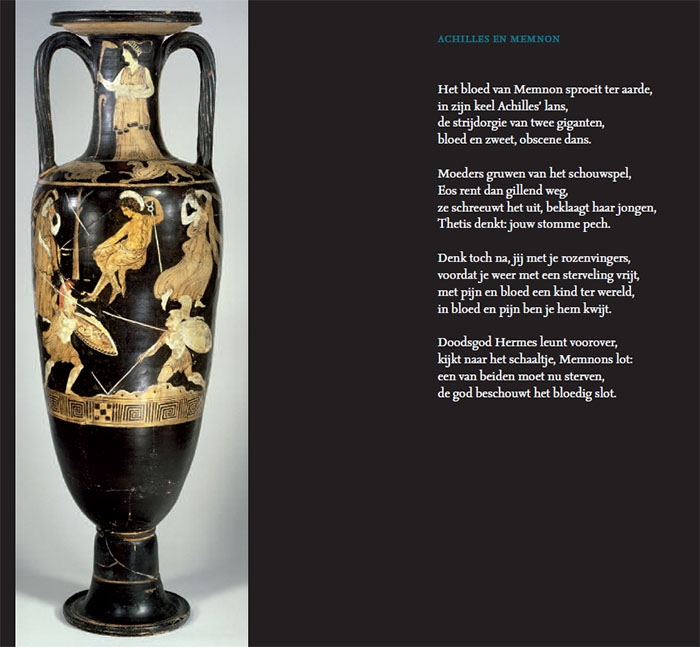 ACHILLES EN MEMNON
Het bloed van Memnon sproeit ter aarde,
in zijn keel Achilles’ lans,
de strijdorgie van twee giganten,
bloed en zweet, obscene dans.
Moeders gruwen van het schouwspel,
Eos rent dan gillend weg,
ze schreeuwt het uit, beklaagt haar jongen,
Thetis denkt: jouw stomme pech.
Denk toch na, jij met je rozenvingers,
voordat je weer met een sterveling vrijt,
met pijn en bloed een kind ter wereld,
in bloed en pijn ben je hem kwijt.
Doodsgod Hermes leunt voorover,
kijkt naar het schaaltje, Memnons lot:
een van beiden moet nu sterven,
de god beschouwt het bloedig slot.